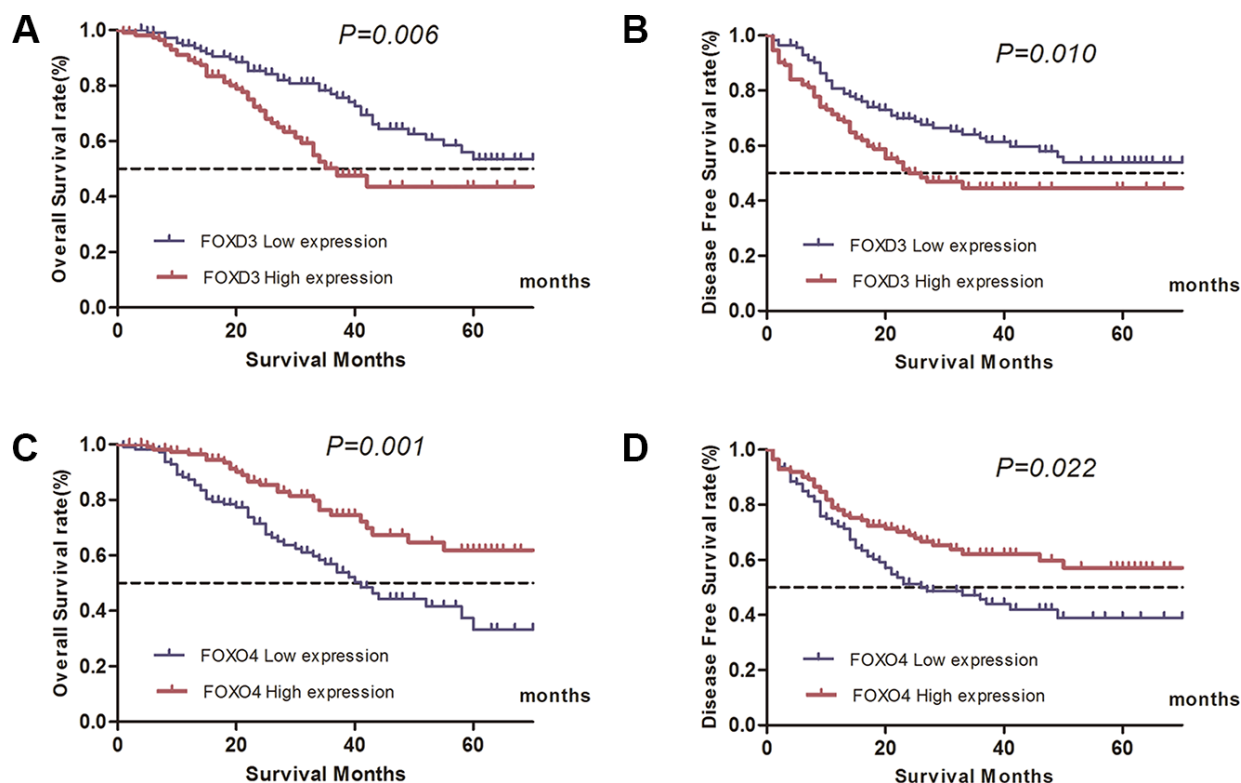 A
P=0.006
Overall Survival rate(%)
1.0
0.8
0.6
0.4
0.2
0.0
FOXD3 Low expression
FOXD3 High expression
months
0 20 40 60
Survival Months
B
P=0.010
Disease Free Survival rate(%)
1.0
0.8
0.6
0.4
0.2
0.0
FOXD3 Low expression
FOXD3 High expression
months
0 20 40 60
Survival Months
C
P=0.001
Overall Survival rate(%)
1.0
0.8
0.6
0.4
0.2
0.0
FOXO4 Low expression
FOXO4 High expression
months
0 20 40 60
Survival Months
D
P=0.022
Disease Free Survival rate(%)
1.0
0.8
0.6
0.4
0.2
0.0
FOXO4 Low expression
FOXO4 High expression
months
0 20 40 60
Survival Months